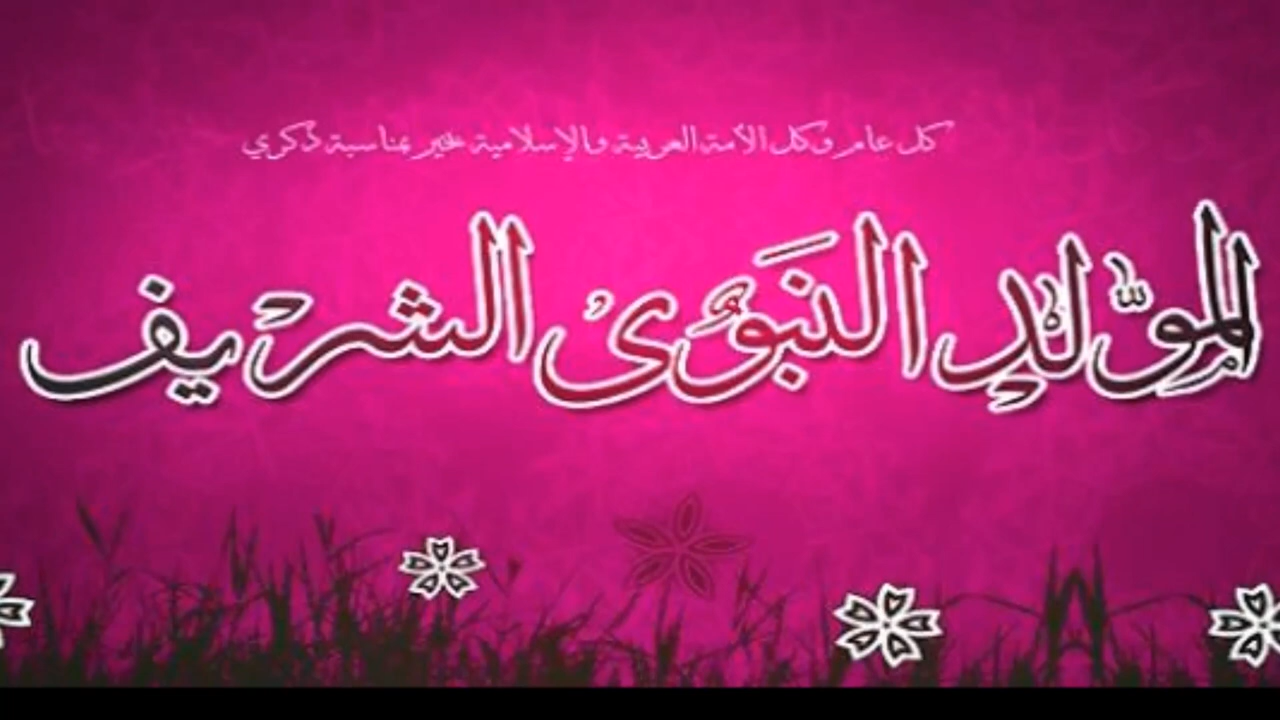 كل عام وكل الأمة العربية والإسلامية بخير بمناسبة ذكري
المولد النبوى الشريف